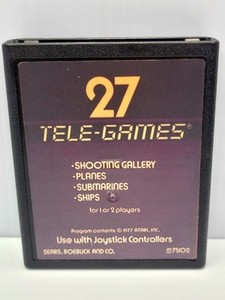 27
TELE-GAMES®
•SHOOTING GALLERY
•PLANES
•SUBMARINES
•SHIPS
for 1 or 2 players
Program contents © 1977 ATARI, INC.
Use with Joystick Controllers
SEARS, ROEBUCK AND CO.
75102